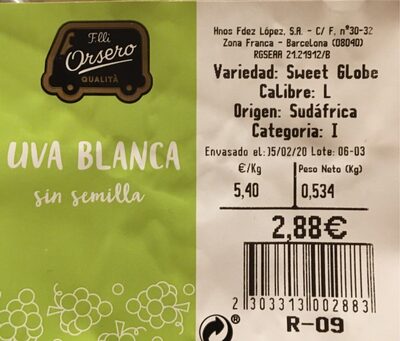 F.lli
Orsero
QUALITÀ
UVA BLANCA
sin semilla
Hnos Fdez López, S.A. - C/ F, nº30-32
Zona Franca - Barcelona (08040)
RGSEAA 21.21912/B
Variedad: Sweet Globe
Calibre: L
Origen: Sudáfrica
Categoria: I
Envasado el:15/02/20 Lote: 06-03
€/Kg Peso Neto (Kg)
5,40 0,534
2,88€
2 303313 002883
R-09